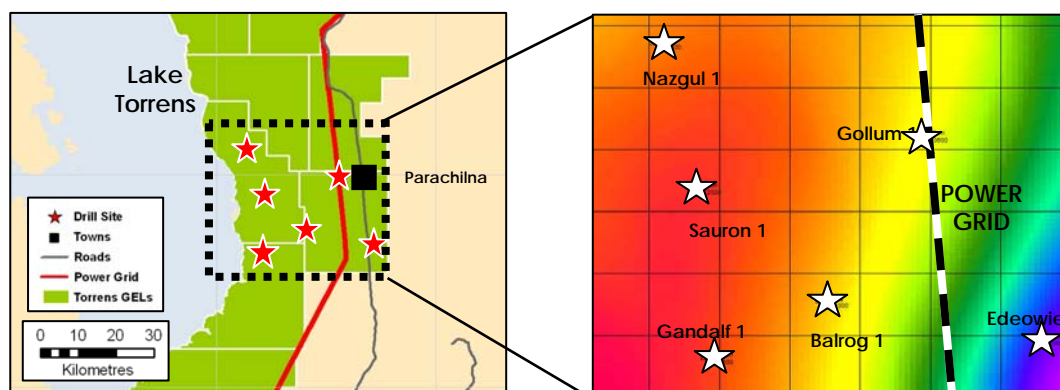 Lake
Torrens
Parachilna
Drill Site
Towns
Roads
Power Grid
Torrens GELs
0 10 20 30
Kilometres
Nazgul 1
Gollum 1
Sauron 1
POWER
GRID
Gandalf 1
Balrog 1
Edeowie